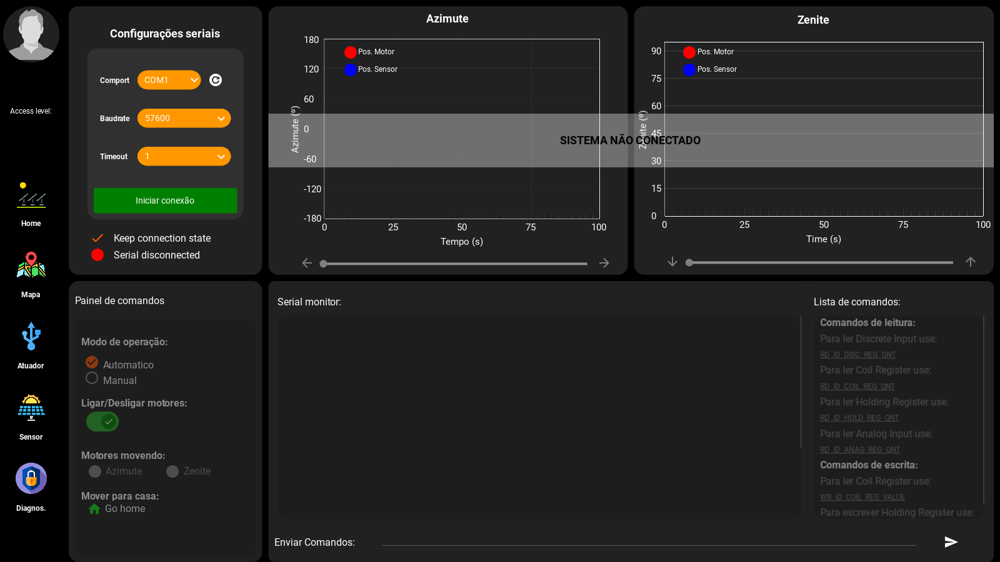 Access level:
Home
Mapa
Atuador
Sensor
Diagnos.
Configurações seriais
Comport COM1
Baudrate 57600
Timeout 1
Iniciar conexão
Keep connection state
Serial disconnected
Azimute
180
120
60
0
-60
-120
-180
Azimute (º)
Pos. Motor
Pos. Sensor
0 25 50 75 100
Tempo (s)
Zenite
90
75
60
45
30
15
0
Zenite (º)
Pos. Motor
Pos. Sensor
0 25 50 75 100
Time (s)
SISTEMA NÃO CONECTADO
Painel de comandos
Modo de operação:
Automatico
Manual
Ligar/Desligar motores:
Motores movendo:
Azimute Zenite
Mover para casa:
Go home
Serial monitor:
Enviar Comandos:
Lista de comandos:
Comandos de leitura:
Para ler Discrete Input use:
RD_ID_DISC_REG_QNT
Para ler Coil Register use:
RD_ID_COIL_REG_QNT
Para ler Holding Register use:
RD_ID_HOLD_REG_QNT
Para ler Analog Input use:
RD_ID_ANAG_REG_QNT
Comandos de escrita:
Para ler Coil Register use:
WR_ID_COIL_REG_VALUE
Para escrever Holding Register use: